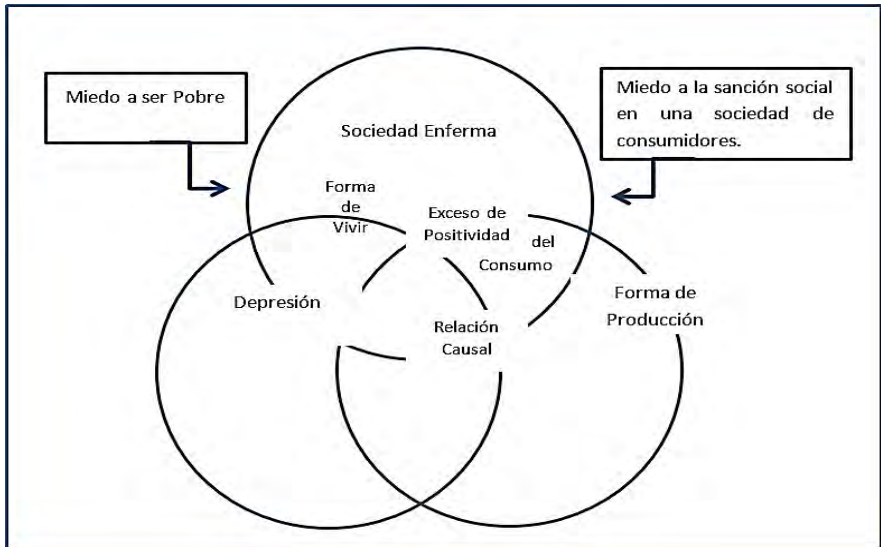 Miedo a ser Pobre
Miedo a la sanción social
en una sociedad de
consumidores.
Sociedad Enferma
Forma
de
Vivir
Exceso de
Positividad
del
Consumo
Depresión
Forma de
Producción
Relación
Causal